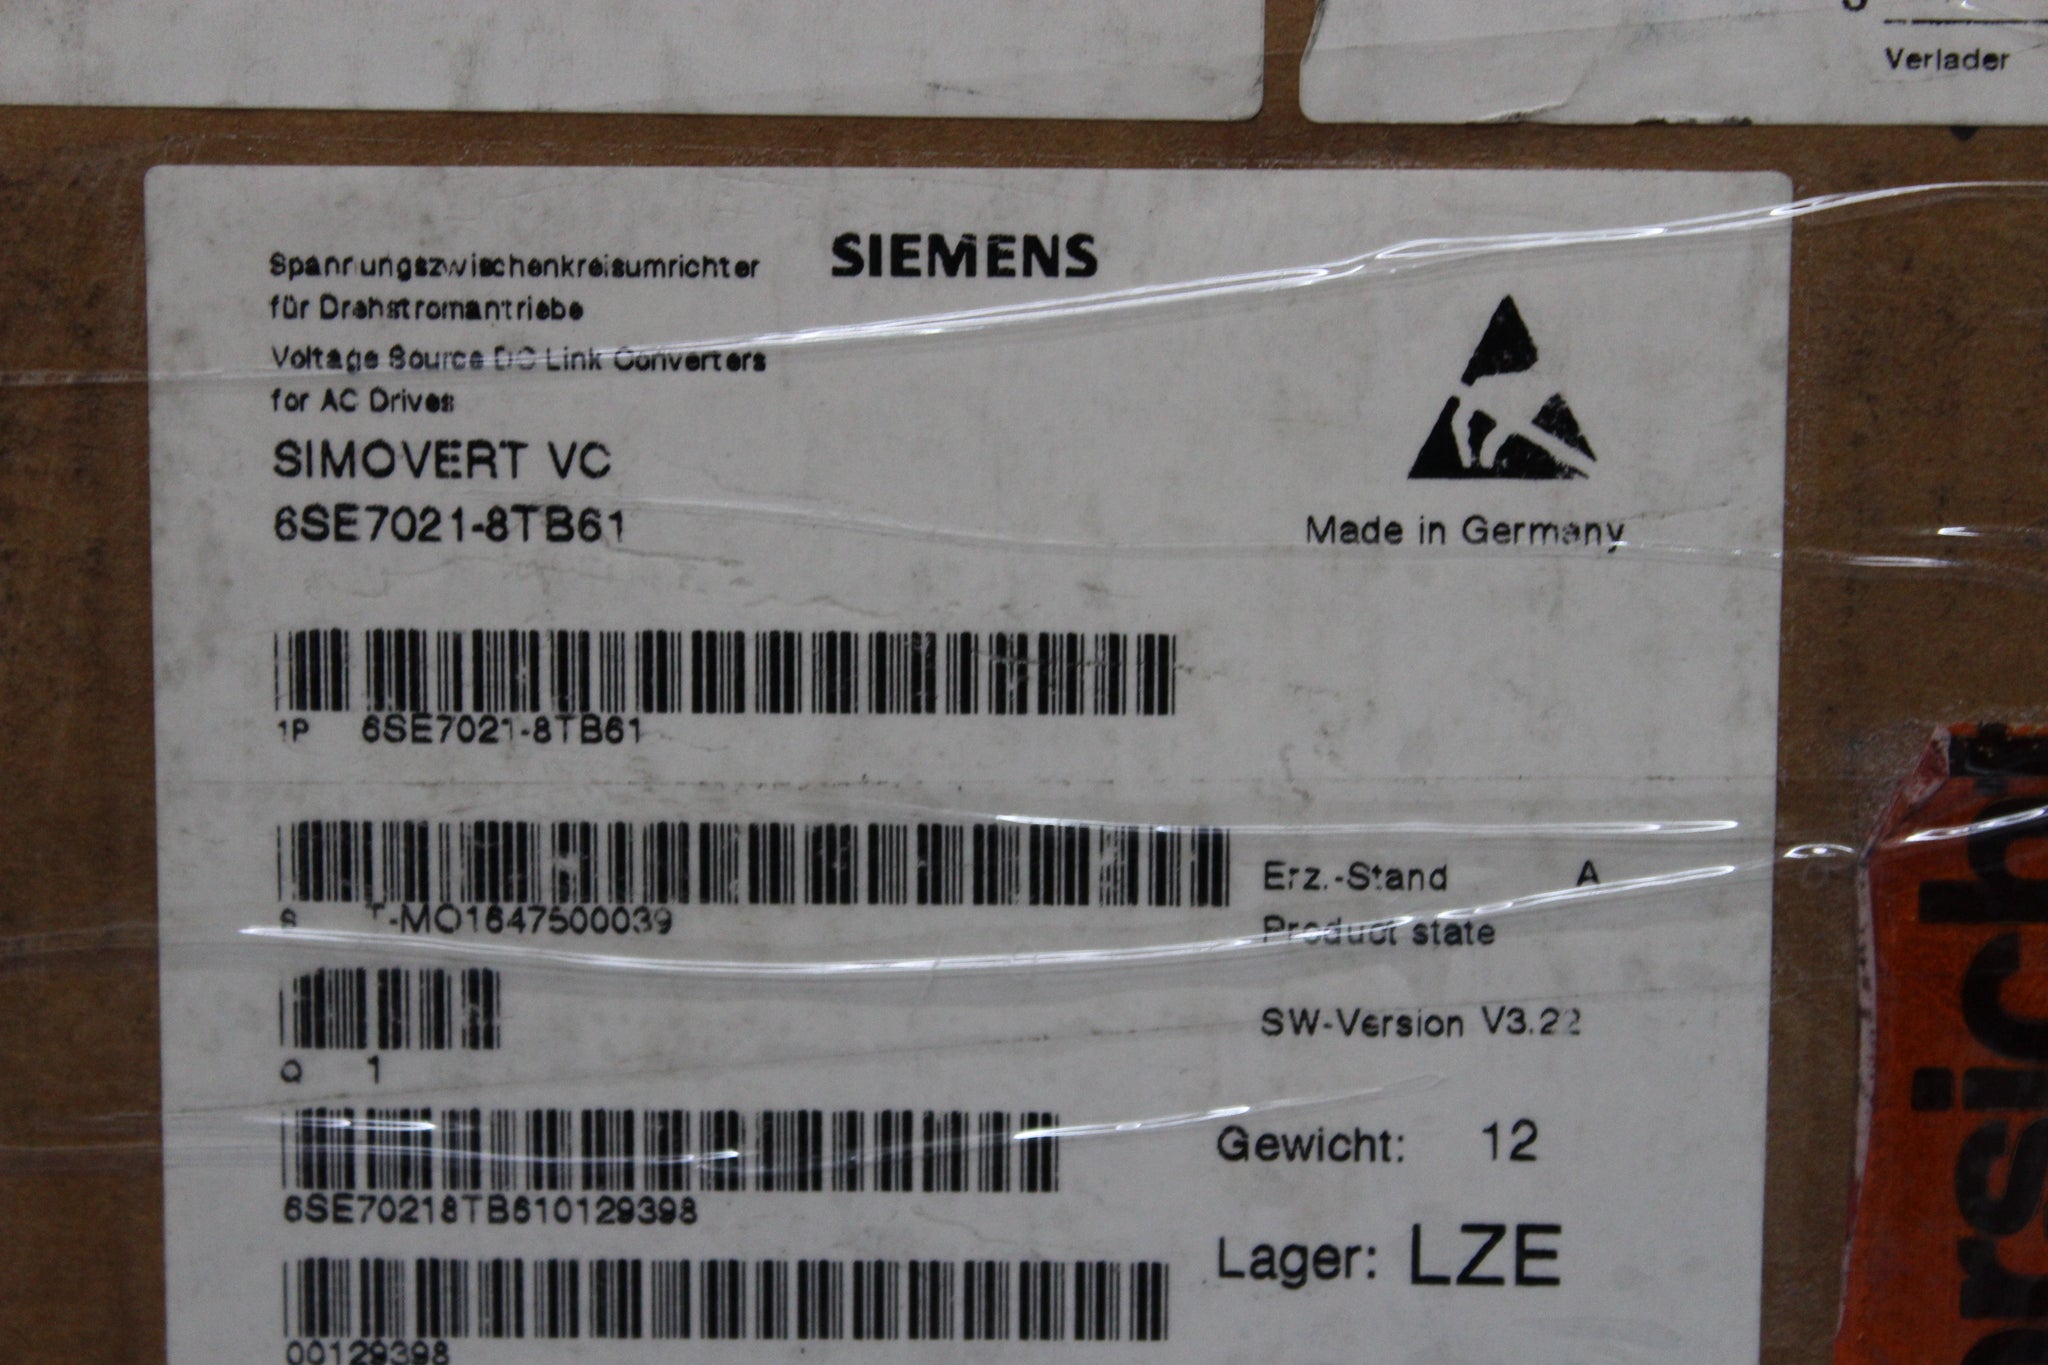 Verlader
Spannungszwischenkreisumrichter
für Drehstromantriebe
SIEMENS
Voltage Source DC Link Converters
for AC Drives
SIMOVERT VC
6SE7021-8TB61
Made in Germany
1P 6SE7021-8TB61
S T-MO1647500039
Erz.-Stand A
Product state
Q 1
SW-Version V3.22
6SE70218TB610129398
Gewicht: 12
Lager: LZE
00129398